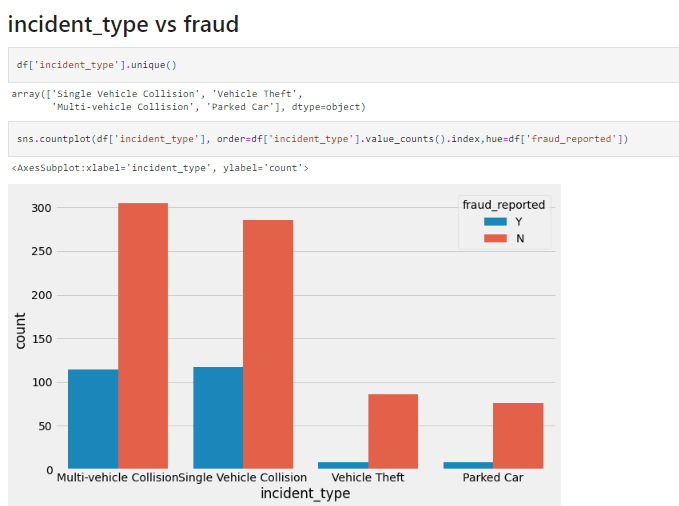 incident_type vs fraud
df['incident_type'].unique()
array(['Single Vehicle Collision', 'Vehicle Theft',
'Multi-vehicle Collision', 'Parked Car'], dtype=object)
sns.countplot(df['incident_type'], order=df['incident_type'].value_counts().index,hue=df['fraud_reported'])
<AxesSubplot:xlabel='incident_type', ylabel='count'>
fraud_reported
Y
N
300
250
200
150
100
50
0
count
Multi-vehicle Collision Single Vehicle Collision Vehicle Theft Parked Car
incident_type